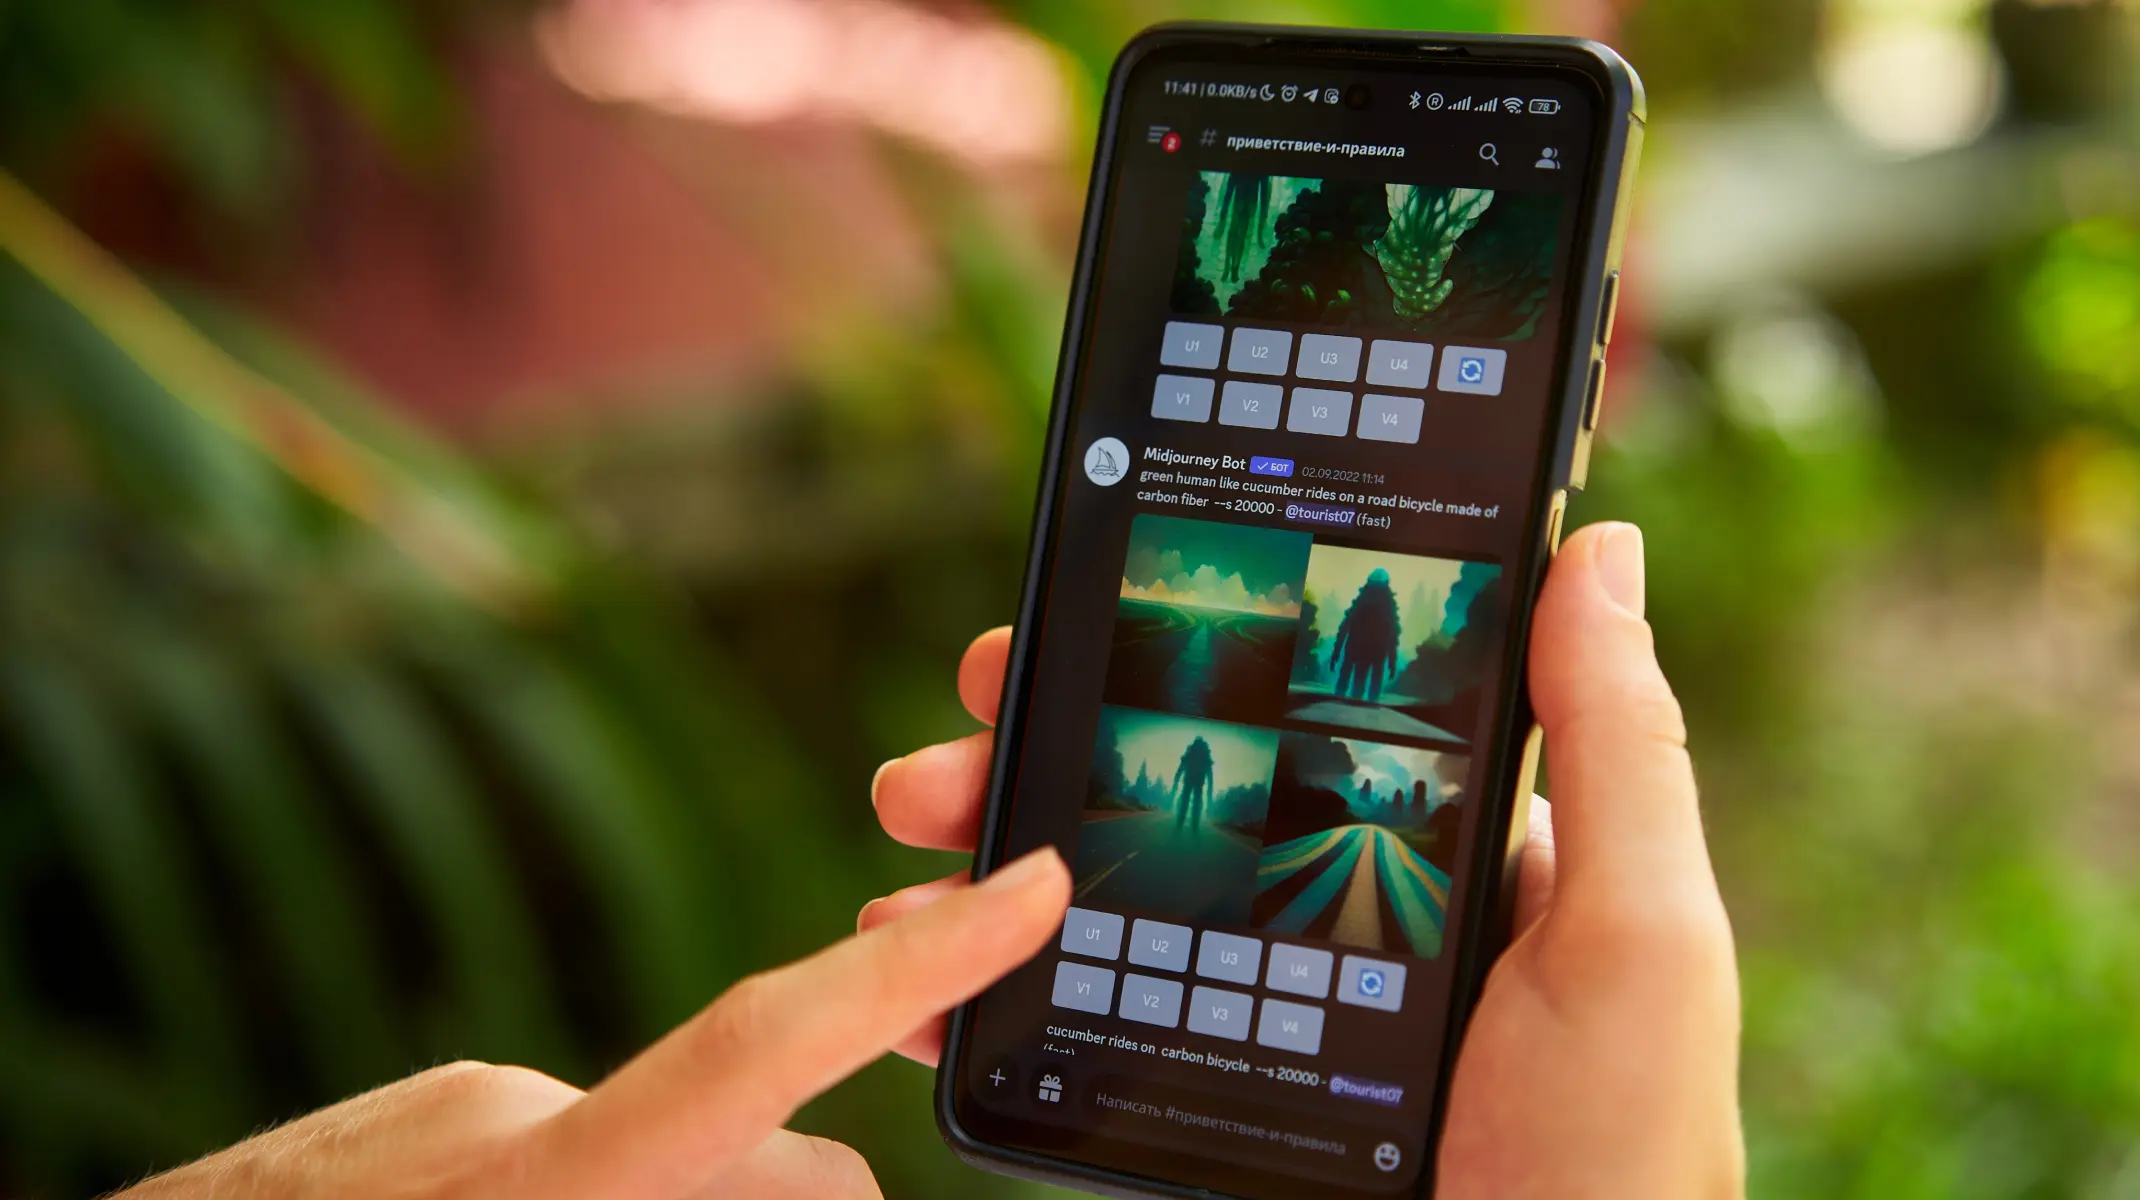 11:41 | 0.0KB/s
78
2
# приветствие-и-правила
U1 U2 U3 U4
V1 V2 V3 V4
Midjourney Bot ✓ БОТ 02.09.2022 11:14
green human like cucumber rides on a road bicycle made of
carbon fiber --s 20000 - @tourist07 (fast)
U1 U2 U3 U4
V1 V2 V3 V4
cucumber rides on carbon bicycle --s 20000 - @tourist07
(fast)
Написать #приветствие-и-правила